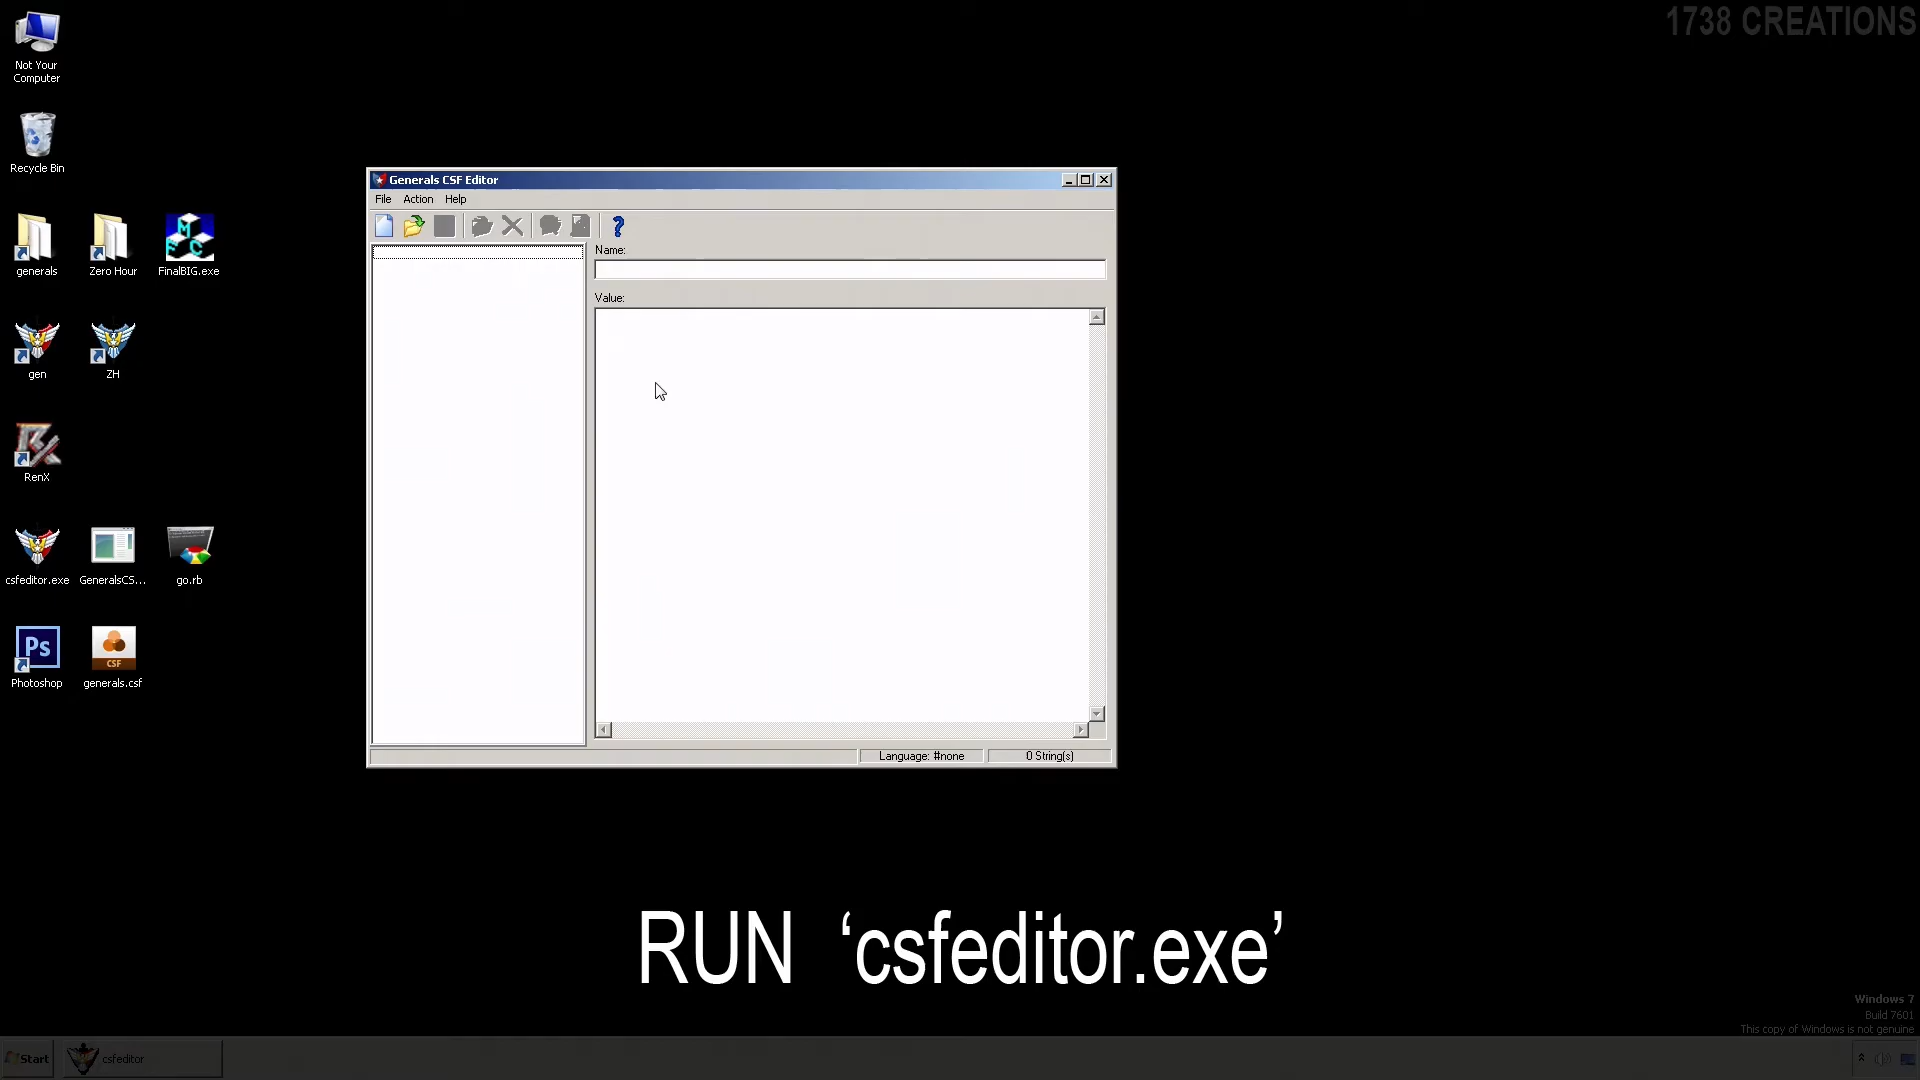 1738 CREATIONS
Not Your
Computer
Recycle Bin
generals
Zero Hour
FinalBIG.exe
gen
ZH
RenX
csfeditor.exe
GeneralsCS...
go.rb
Ps
Photoshop
CSF
generals.csf
Generals CSF Editor
File Action Help
Name:
Value:
Language: #none
0 String(s)
RUN ‘csfeditor.exe’
Windows 7
Build 7601
This copy of Windows is not genuine
Start
csfeditor